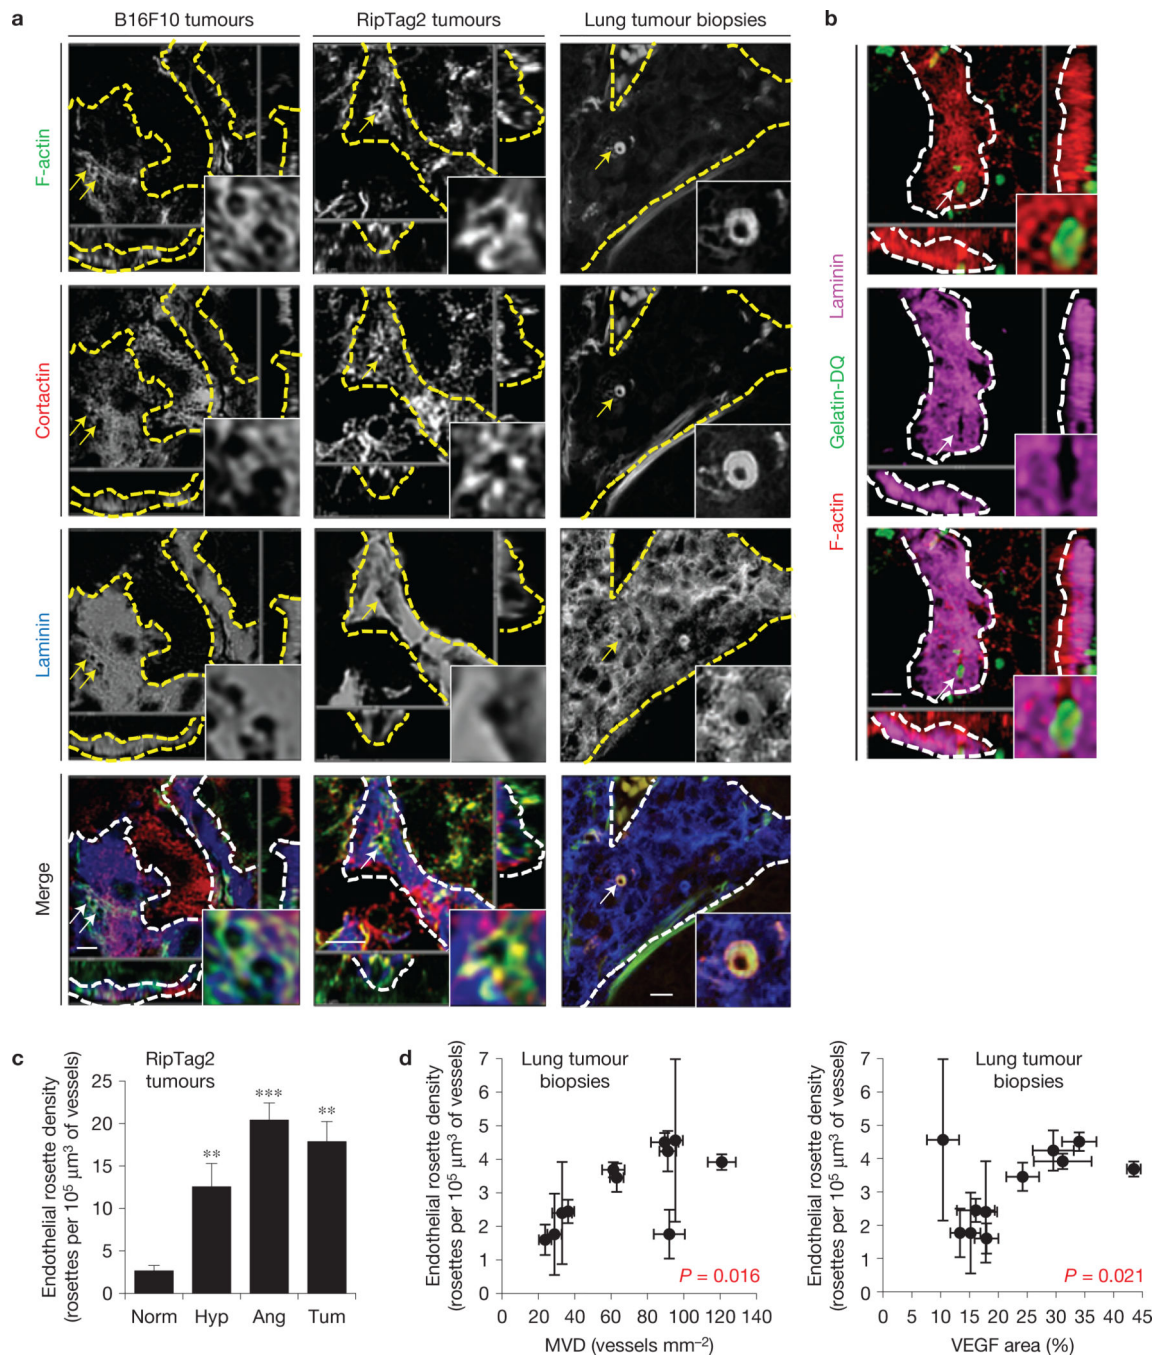 a
B16F10 tumours
RipTag2 tumours
Lung tumour biopsies
b
F-actin
Cortactin
Laminin
Merge
F-actin Gelatin-DQ Laminin
c
RipTag2
tumours
Endothelial rosette density
(rosettes per 10⁵ μm³ of vessels)
25
20
15
10
5
0
**
***
**
Norm Hyp Ang Tum
d
Lung tumour
biopsies
Endothelial rosette density
(rosettes per 10⁵ μm³ of vessels)
7
6
5
4
3
2
1
0
P = 0.016
0 20 40 60 80 100 120 140
MVD (vessels mm⁻²)
Lung tumour
biopsies
Endothelial rosette density
(rosettes per 10⁵ μm³ of vessels)
7
6
5
4
3
2
1
0
P = 0.021
0 5 10 15 20 25 30 35 40 45
VEGF area (%)